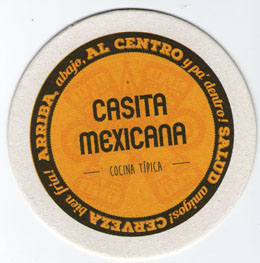 ARRIBA, abajo, AL CENTRO y pa' dentro! SALUD amigos! CERVEZA bien fría!
CASITA
MEXICANA
COCINA TÍPICA